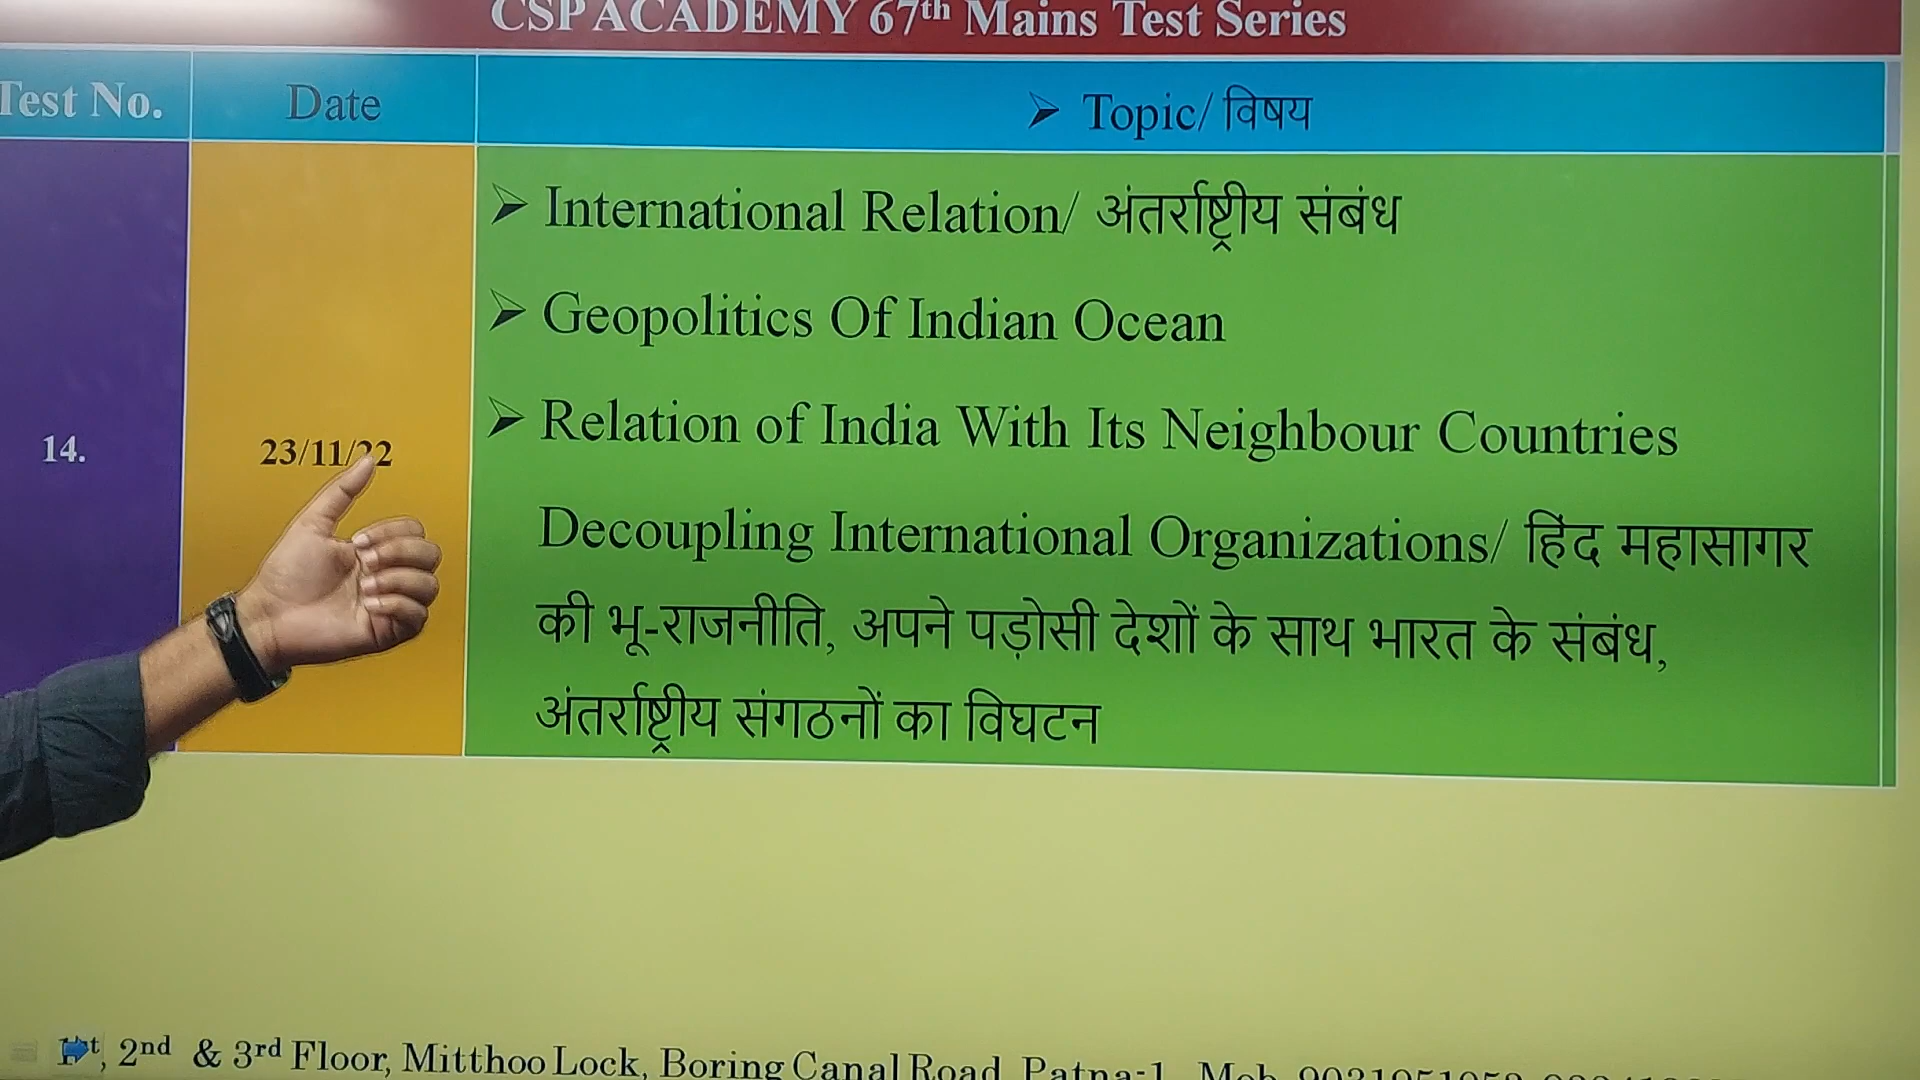 CSP ACADEMY 67th Mains Test Series
Test No.
Date
➢ Topic/ विषय
14.
23/11/22
➢ International Relation/ अंतर्राष्ट्रीय संबंध
➢ Geopolitics Of Indian Ocean
➢ Relation of India With Its Neighbour Countries
Decoupling International Organizations/ हिंद महासागर
की भू-राजनीति, अपने पड़ोसी देशों के साथ भारत के संबंध,
अंतर्राष्ट्रीय संगठनों का विघटन
1st, 2nd & 3rd Floor, Mitthoo Lock, Boring Canal Road, Patna-1, Mob.